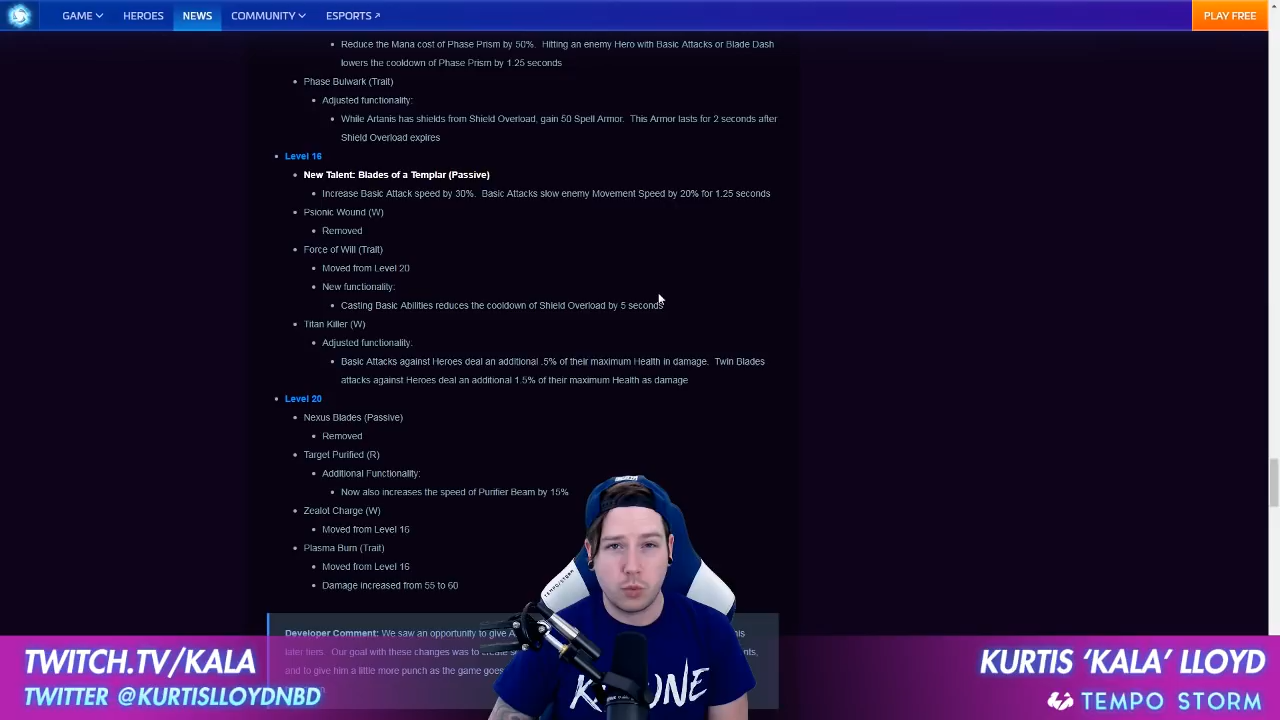 GAME HEROES NEWS COMMUNITY ESPORTS PLAY FREE
Reduce the Mana cost of Phase Prism by 50%. Hitting an enemy Hero with Basic Attacks or Blade Dash
lowers the cooldown of Phase Prism by 1.25 seconds
Phase Bulwark (Trait)
Adjusted functionality:
While Artanis has shields from Shield Overload, gain 50 Spell Armor. This Armor lasts for 2 seconds after
Shield Overload expires
Level 16
New Talent: Blades of a Templar (Passive)
Increase Basic Attack speed by 30%. Basic Attacks slow enemy Movement Speed by 20% for 1.25 seconds
Psionic Wound (W)
Removed
Force of Will (Trait)
Moved from Level 20
New functionality:
Casting Basic Abilities reduces the cooldown of Shield Overload by 5 seconds
Titan Killer (W)
Adjusted functionality:
Basic Attacks against Heroes deal an additional .5% of their maximum Health in damage. Twin Blades
attacks against Heroes deal an additional 1.5% of their maximum Health as damage
Level 20
Nexus Blades (Passive)
Removed
Target Purified (R)
Additional Functionality:
Now also increases the speed of Purifier Beam by 15%
Zealot Charge (W)
Moved from Level 16
Plasma Burn (Trait)
Moved from Level 16
Damage increased from 55 to 60
Developer Comment: We saw an opportunity to give
later tiers. Our goal with these changes was to create
and to give him a little more punch as the game goes
TWITCH.TV/KALA
TWITTER @KURTISLLOYDNBD
KURTIS 'KALA' LLOYD
TEMPO STORM